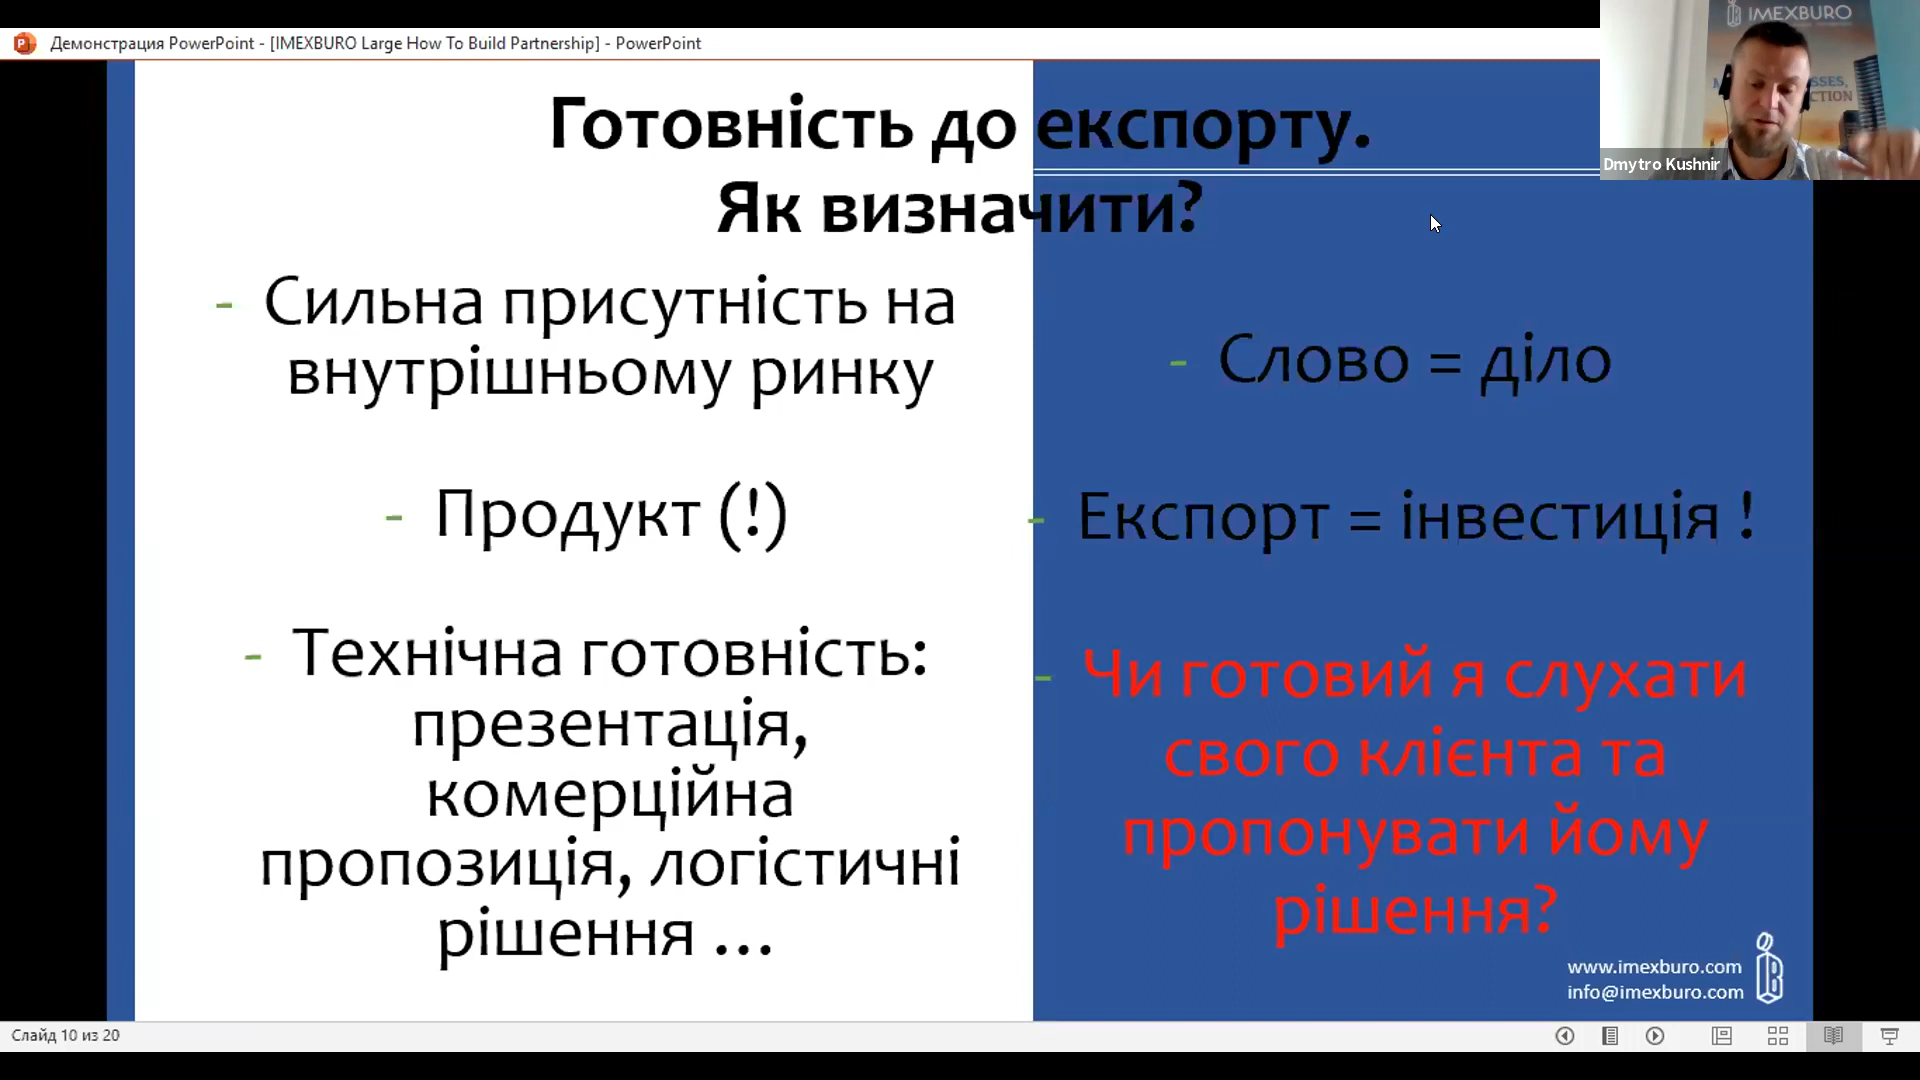 Демонстрация PowerPoint - [IMEXBURO Large How To Build Partnership] - PowerPoint
IMEXBURO
SSES,
CTION
Dmytro Kushnir
Готовність до експорту.
Як визначити?
- Сильна присутність на
внутрішньому ринку
- Продукт (!)
- Технічна готовність:
презентація,
комерційна
пропозиція, логістичні
рішення ...
- Слово = діло
- Експорт = інвестиція !
- Чи готовий я слухати
свого клієнта та
пропонувати йому
рішення?
www.imexburo.com
info@imexburo.com
Слайд 10 из 20